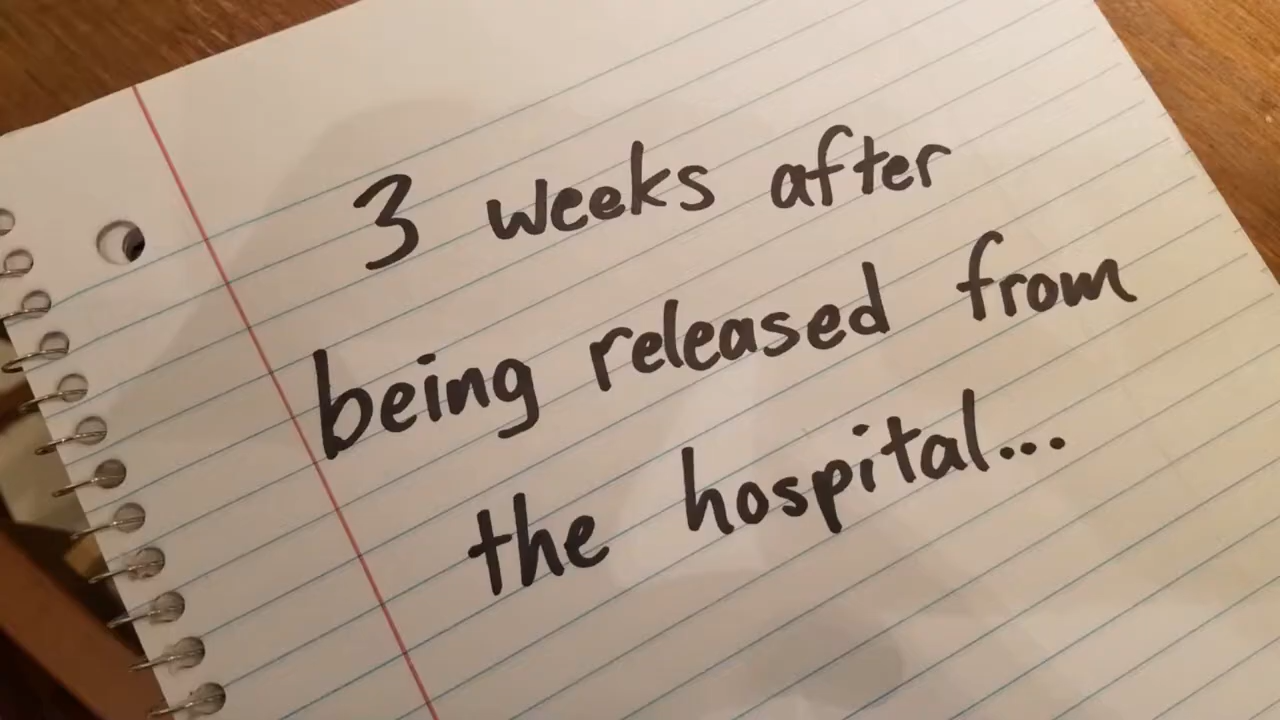 3 weeks after
being released from
the hospital...